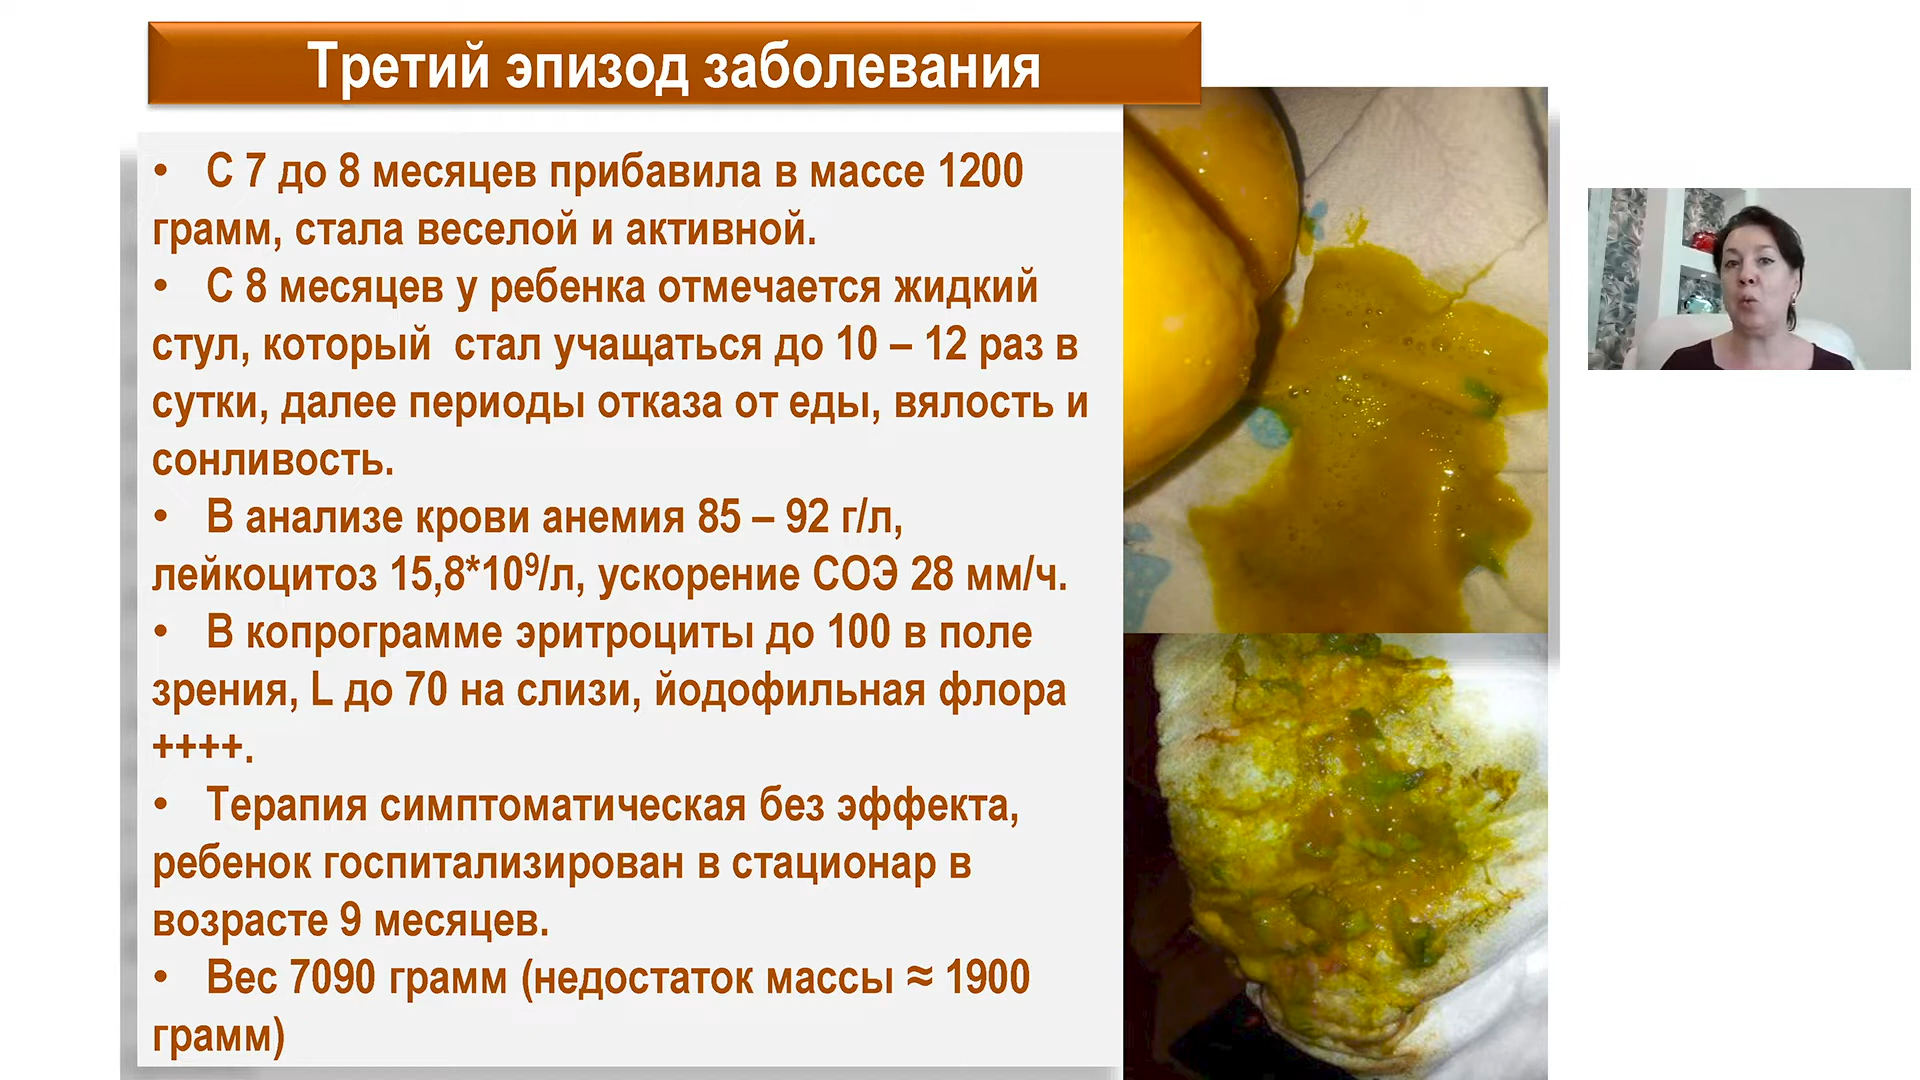 Третий эпизод заболевания
• С 7 до 8 месяцев прибавила в массе 1200
грамм, стала веселой и активной.
• С 8 месяцев у ребенка отмечается жидкий
стул, который стал учащаться до 10 – 12 раз в
сутки, далее периоды отказа от еды, вялость и
сонливость.
• В анализе крови анемия 85 – 92 г/л,
лейкоцитоз 15,8*10⁹/л, ускорение СОЭ 28 мм/ч.
• В копрограмме эритроциты до 100 в поле
зрения, L до 70 на слизи, йодофильная флора
++++.
• Терапия симптоматическая без эффекта,
ребенок госпитализирован в стационар в
возрасте 9 месяцев.
• Вес 7090 грамм (недостаток массы ≈ 1900
грамм)